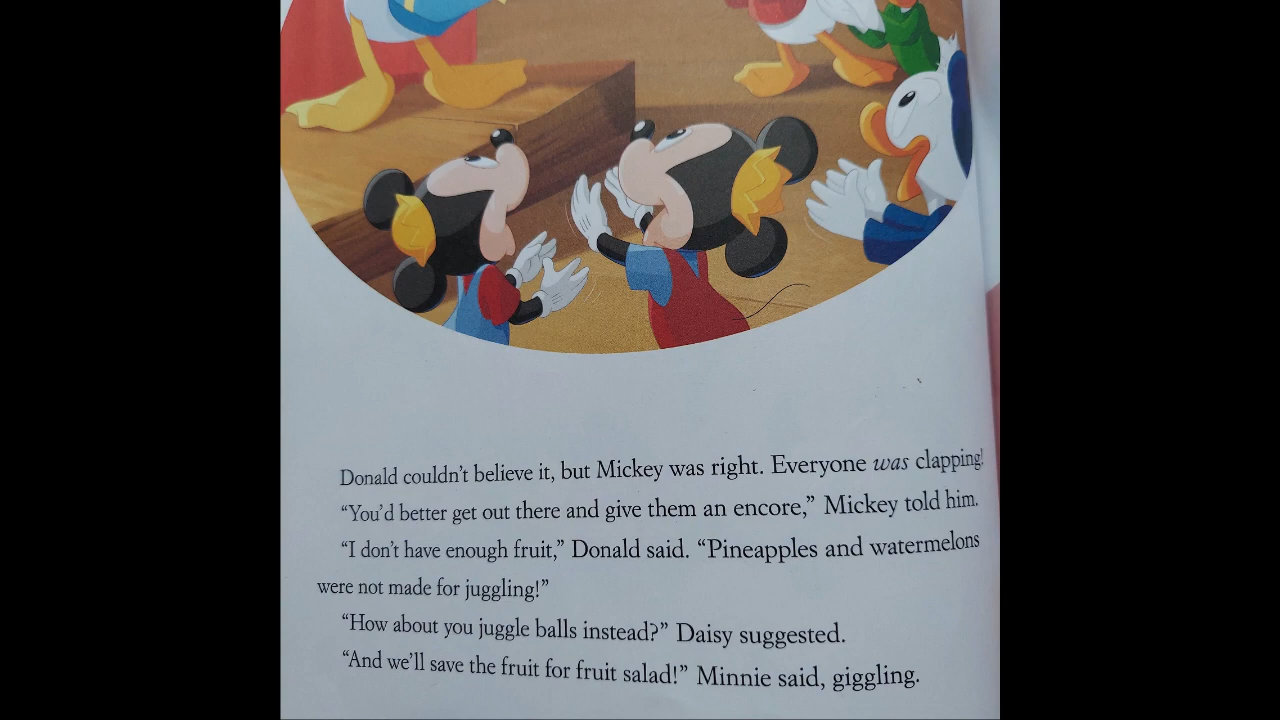 Donald couldn't believe it, but Mickey was right. Everyone was clapping!
“You'd better get out there and give them an encore,” Mickey told him.
“I don't have enough fruit,” Donald said. “Pineapples and watermelons
were not made for juggling!”
“How about you juggle balls instead?” Daisy suggested.
“And we'll save the fruit for fruit salad!” Minnie said, giggling.